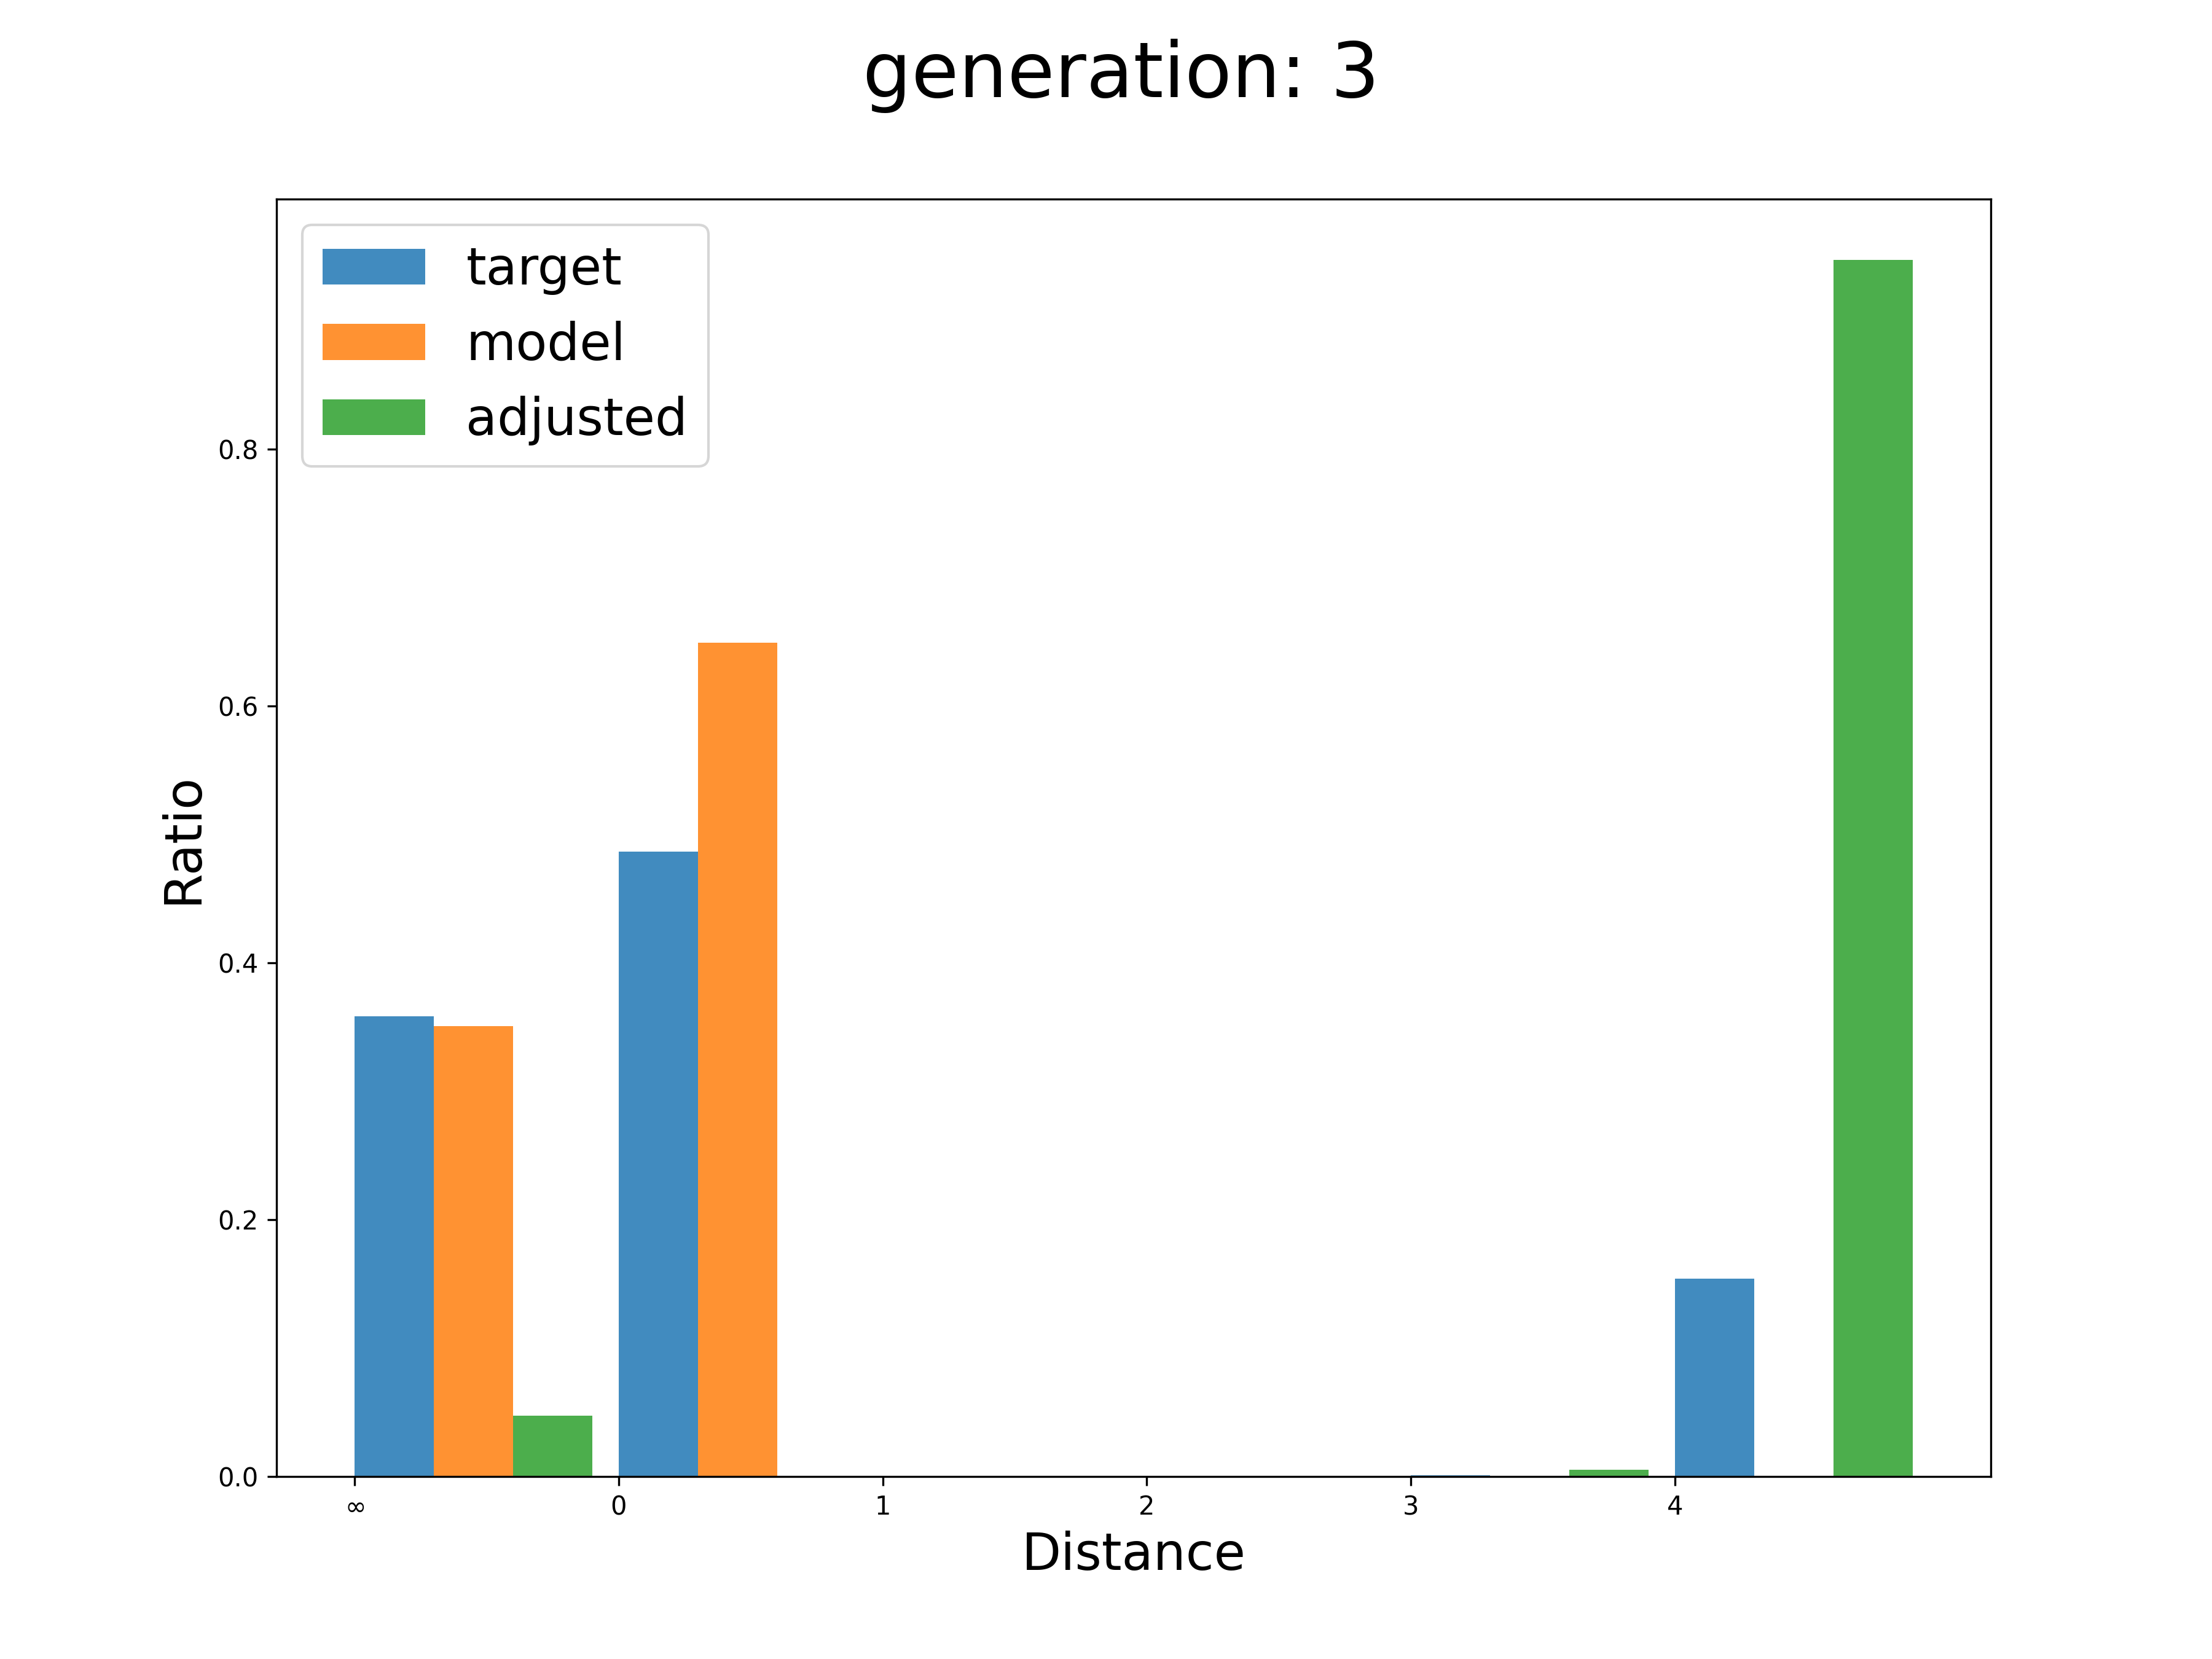 generation: 3
target
model
adjusted
0.8
0.6
0.4
0.2
0.0
Ratio
∞ 0 1 2 3 4
Distance